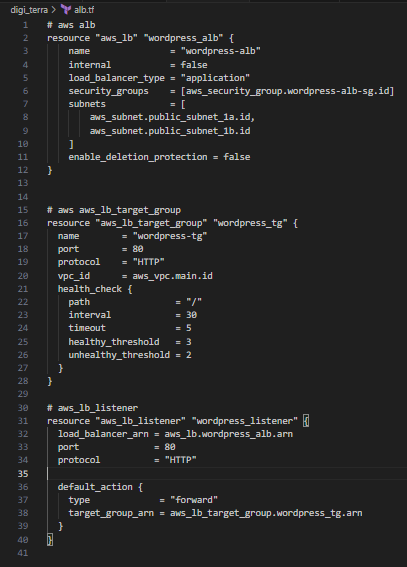 digi_terra > alb.tf
1 # aws alb
2 resource "aws_lb" "wordpress_alb" {
3 name = "wordpress-alb"
4 internal = false
5 load_balancer_type = "application"
6 security_groups = [aws_security_group.wordpress-alb-sg.id]
7 subnets = [
8 aws_subnet.public_subnet_1a.id,
9 aws_subnet.public_subnet_1b.id
10 ]
11 enable_deletion_protection = false
12 }
13
14
15 # aws aws_lb_target_group
16 resource "aws_lb_target_group" "wordpress_tg" {
17 name = "wordpress-tg"
18 port = 80
19 protocol = "HTTP"
20 vpc_id = aws_vpc.main.id
21 health_check {
22 path = "/"
23 interval = 30
24 timeout = 5
25 healthy_threshold = 3
26 unhealthy_threshold = 2
27 }
28 }
29
30 # aws_lb_listener
31 resource "aws_lb_listener" "wordpress_listener" {
32 load_balancer_arn = aws_lb.wordpress_alb.arn
33 port = 80
34 protocol = "HTTP"
35
36 default_action {
37 type = "forward"
38 target_group_arn = aws_lb_target_group.wordpress_tg.arn
39 }
40 }
41